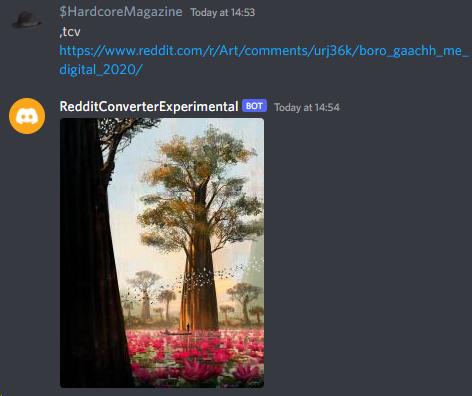 $HardcoreMagazine Today at 14:53
,tcv
https://www.reddit.com/r/Art/comments/urj36k/boro_gaachh_me_
digital_2020/
RedditConverterExperimental BOT Today at 14:54